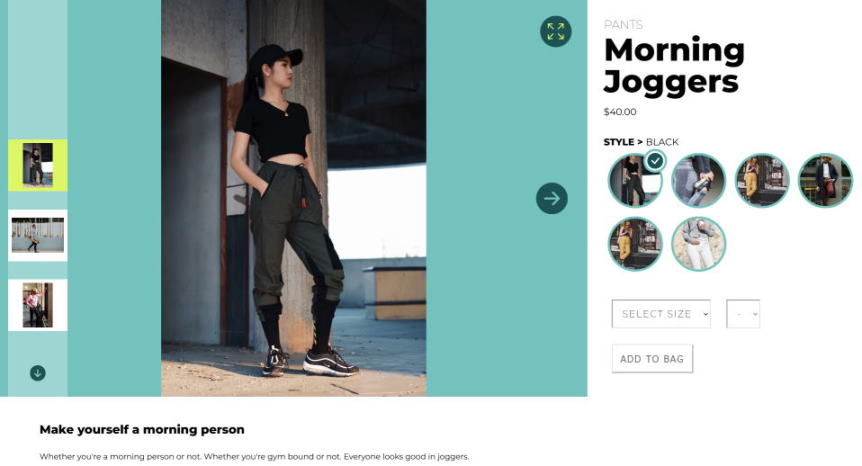 PANTS
Morning
Joggers
$40.00
STYLE > BLACK
SELECT SIZE
-
ADD TO BAG
Make yourself a morning person
Whether you're a morning person or not. Whether you're gym bound or not. Everyone looks good in joggers.